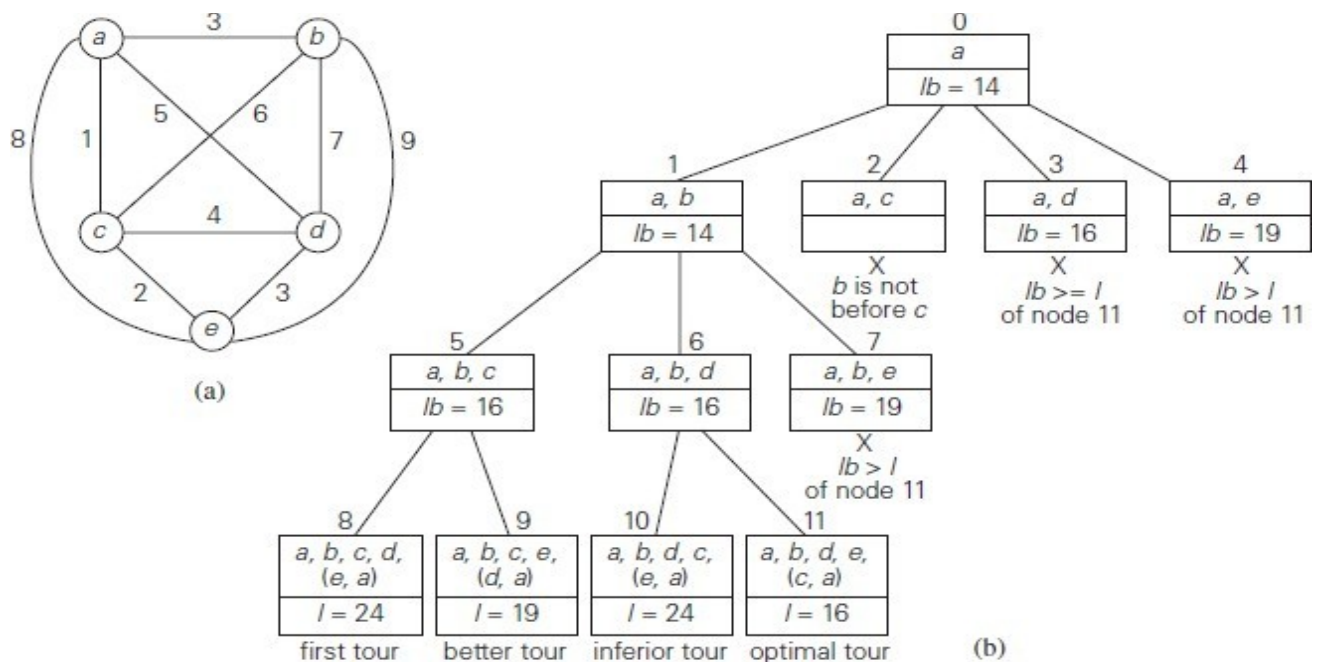 3
a
b
8
1
5
6
7
9
c
4
d
2
3
e
(a)
0
a
lb = 14
1
a, b
lb = 14
2
a, c
X
b is not
before c
3
a, d
lb = 16
X
lb >= l
of node 11
4
a, e
lb = 19
X
lb > l
of node 11
5
a, b, c
lb = 16
6
a, b, d
lb = 16
7
a, b, e
lb = 19
X
lb > l
of node 11
8
a, b, c, d,
(e, a)
l = 24
first tour
9
a, b, c, e,
(d, a)
l = 19
better tour
10
a, b, d, c,
(e, a)
l = 24
inferior tour
11
a, b, d, e,
(c, a)
l = 16
optimal tour
(b)